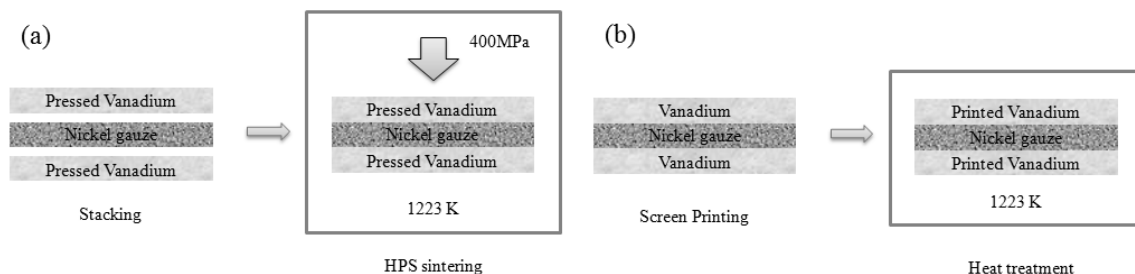 (a)
Pressed Vanadium
Nickel gauze
Pressed Vanadium
Stacking
400MPa
Pressed Vanadium
Nickel gauze
Pressed Vanadium
1223 K
HPS sintering
(b)
Vanadium
Nickel gauze
Vanadium
Screen Printing
Printed Vanadium
Nickel gauze
Printed Vanadium
1223 K
Heat treatment